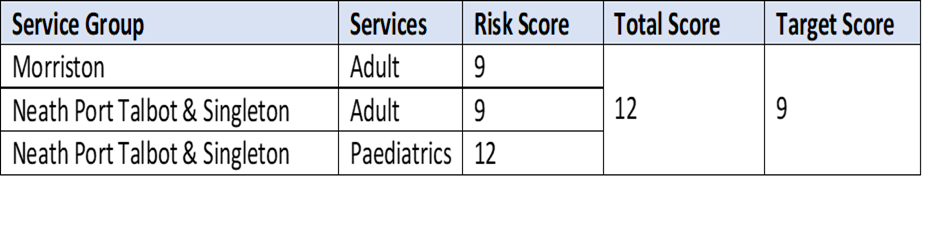 Service Group Services Risk Score Total Score Target Score
Morriston Adult 9
Neath Port Talbot & Singleton Adult 9 12 9
Neath Port Talbot & Singleton Paediatrics 12